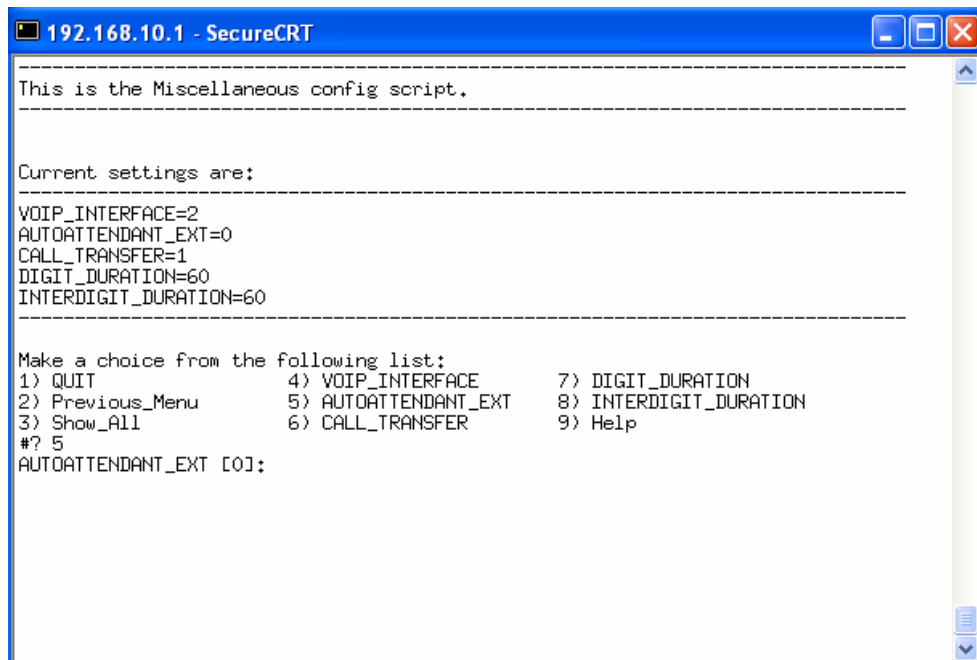 192.168.10.1 - SecureCRT
--------------------------------------------------------------------------------
This is the Miscellaneous config script.
--------------------------------------------------------------------------------
Current settings are:
--------------------------------------------------------------------------------
VOIP_INTERFACE=2
AUTOATTENDANT_EXT=0
CALL_TRANSFER=1
DIGIT_DURATION=60
INTERDIGIT_DURATION=60
--------------------------------------------------------------------------------
Make a choice from the following list:
1) QUIT 4) VOIP_INTERFACE 7) DIGIT_DURATION
2) Previous_Menu 5) AUTOATTENDANT_EXT 8) INTERDIGIT_DURATION
3) Show_All 6) CALL_TRANSFER 9) Help
#? 5
AUTOATTENDANT_EXT [0]: